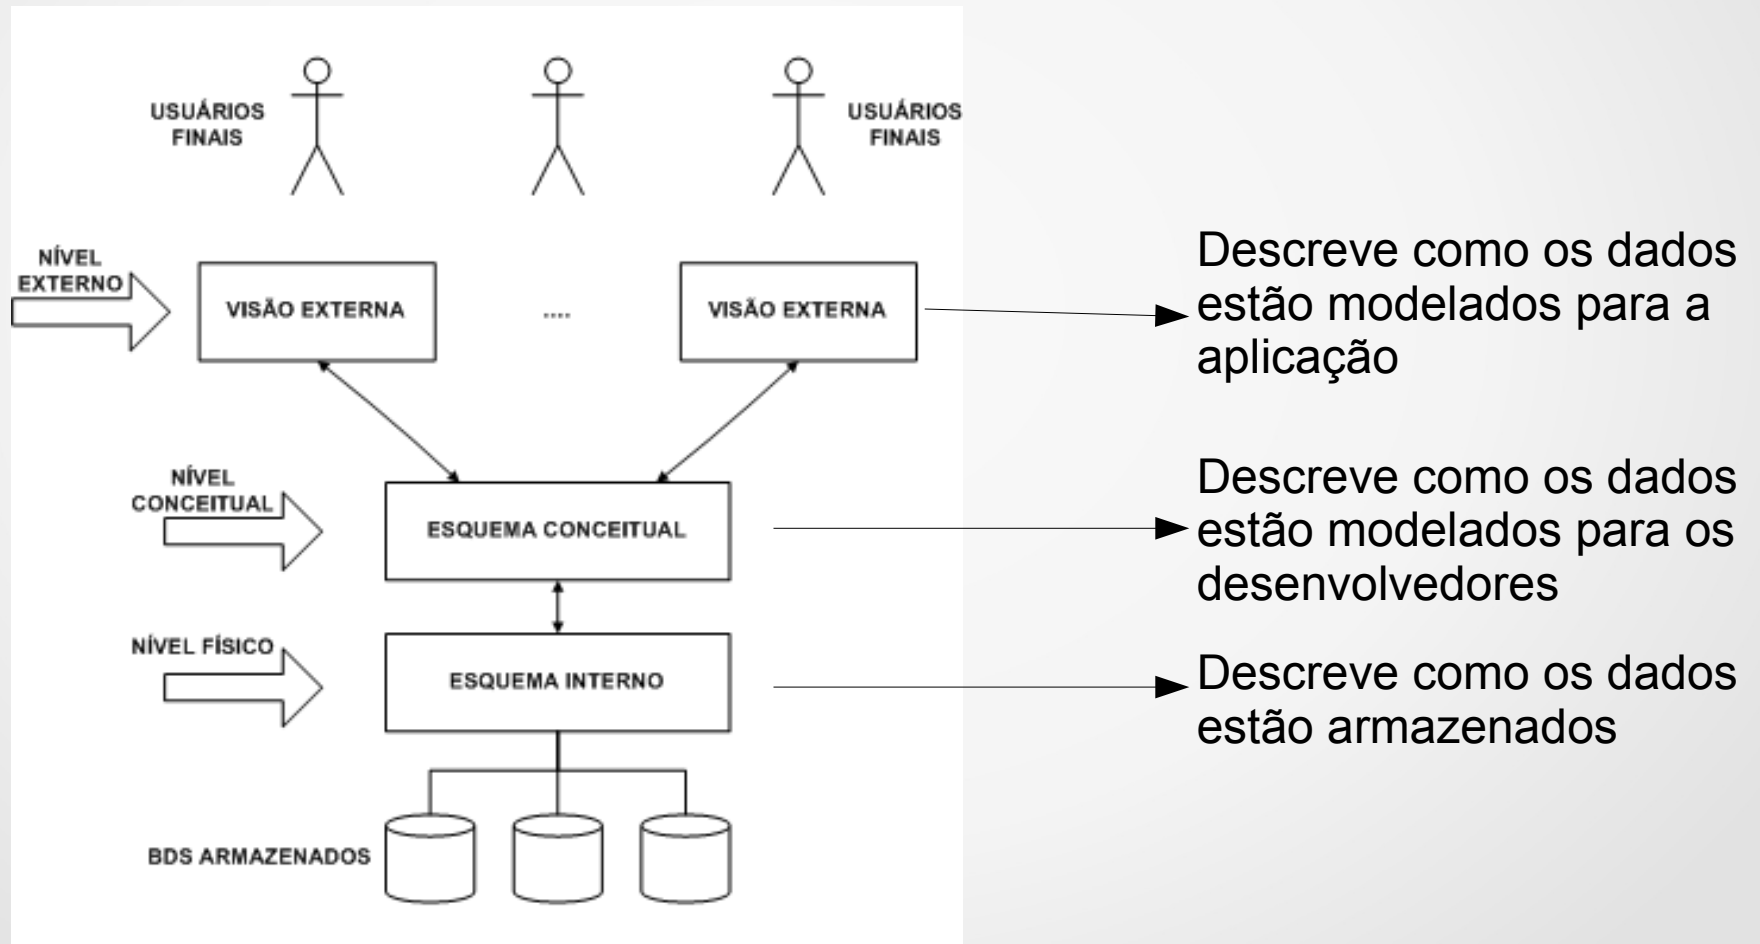 USUÁRIOS
FINAIS
USUÁRIOS
FINAIS
NÍVEL
EXTERNO
VISÃO EXTERNA
....
VISÃO EXTERNA
Descreve como os dados
estão modelados para a
aplicação
NÍVEL
CONCEITUAL
ESQUEMA CONCEITUAL
Descreve como os dados
estão modelados para os
desenvolvedores
NÍVEL FÍSICO
ESQUEMA INTERNO
Descreve como os dados
estão armazenados
BDS ARMAZENADOS